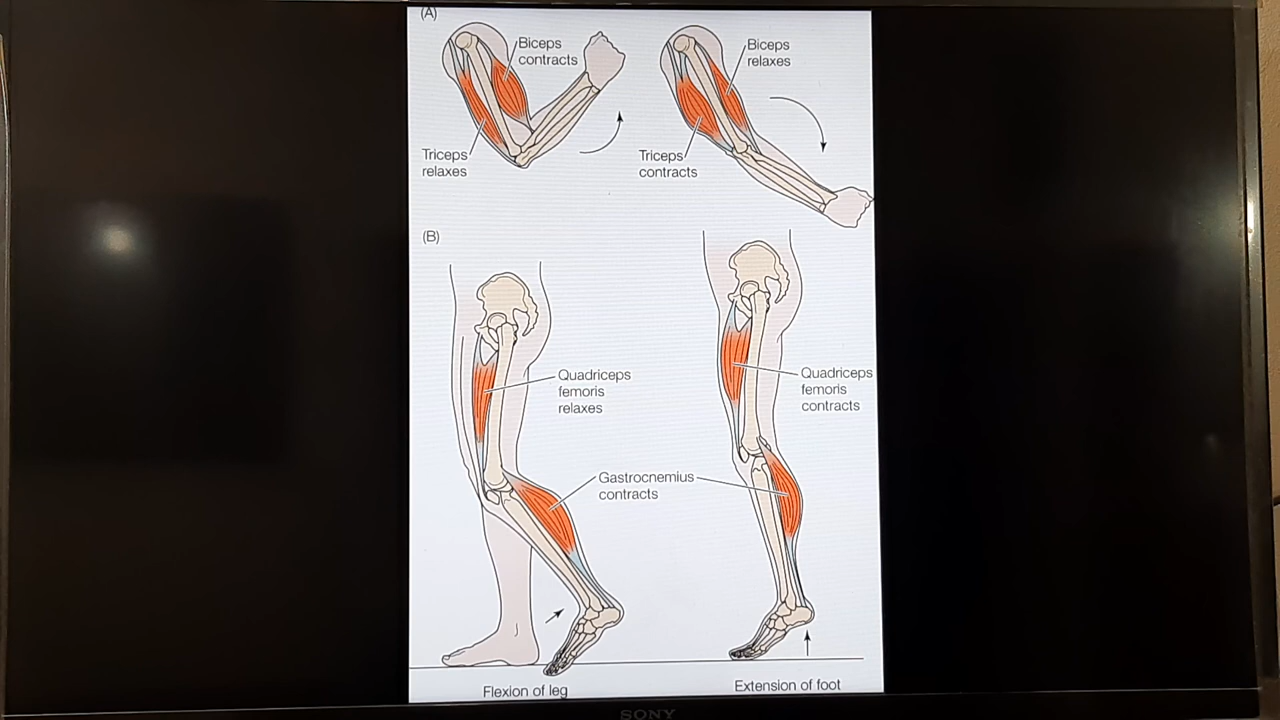 (A)
Biceps
contracts
Triceps
relaxes
Biceps
relaxes
Triceps
contracts
(B)
Quadriceps
femoris
relaxes
Quadriceps
femoris
contracts
Gastrocnemius
contracts
Flexion of leg
Extension of foot
SONY